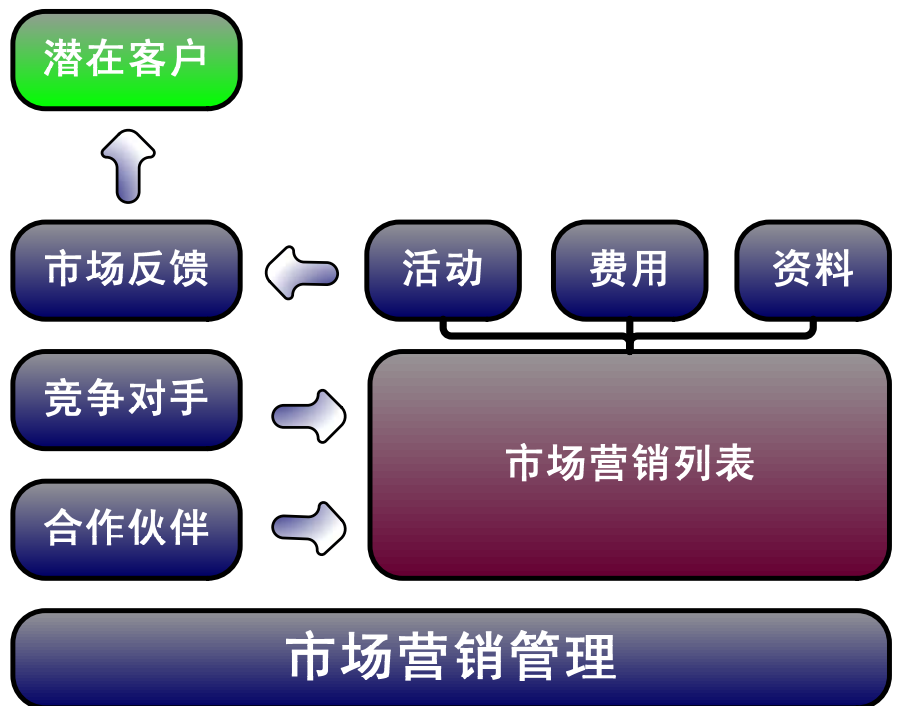 潜在客户
市场反馈
活动
费用
资料
竞争对手
市场营销列表
合作伙伴
市场营销管理